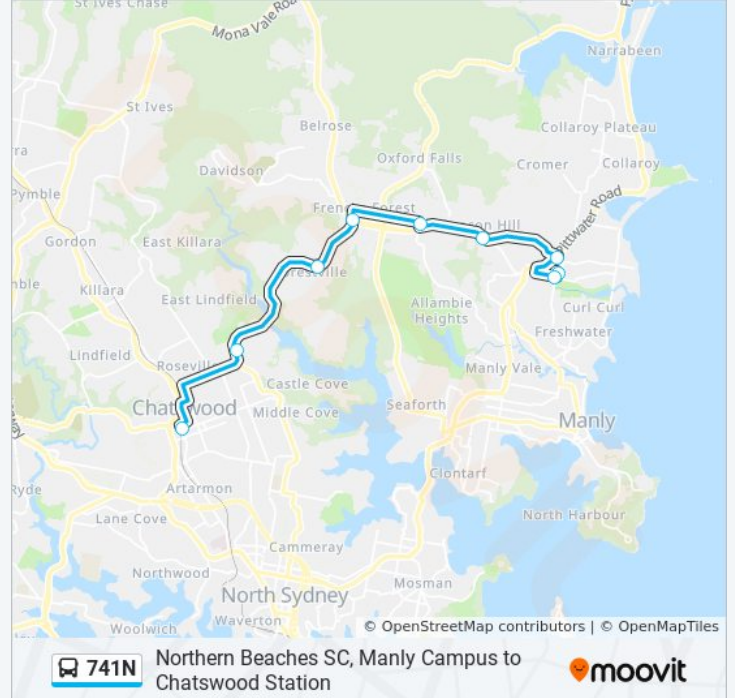 St Ives Chase
Mona Vale Road
Narrabeen
St Ives
Belrose
Collaroy Plateau
Oxford Falls
Cromer
Collaroy
Davidson
Pymble
Pittwater Road
Gordon
East Killara
Killara
East Lindfield
Allambie
Heights
Curl Curl
Freshwater
Lindfield
Roseville
Manly Vale
Castle Cove
Chatswood
Middle Cove
Seaforth
Manly
Clontarf
Ryde
Artarmon
Lane Cove
North Harbour
Cammeray
Northwood
Mosman
North Sydney
Waverton
Woolwich
© OpenStreetMap contributors | © OpenMapTiles
741N
Northern Beaches SC, Manly Campus to
Chatswood Station
moovit